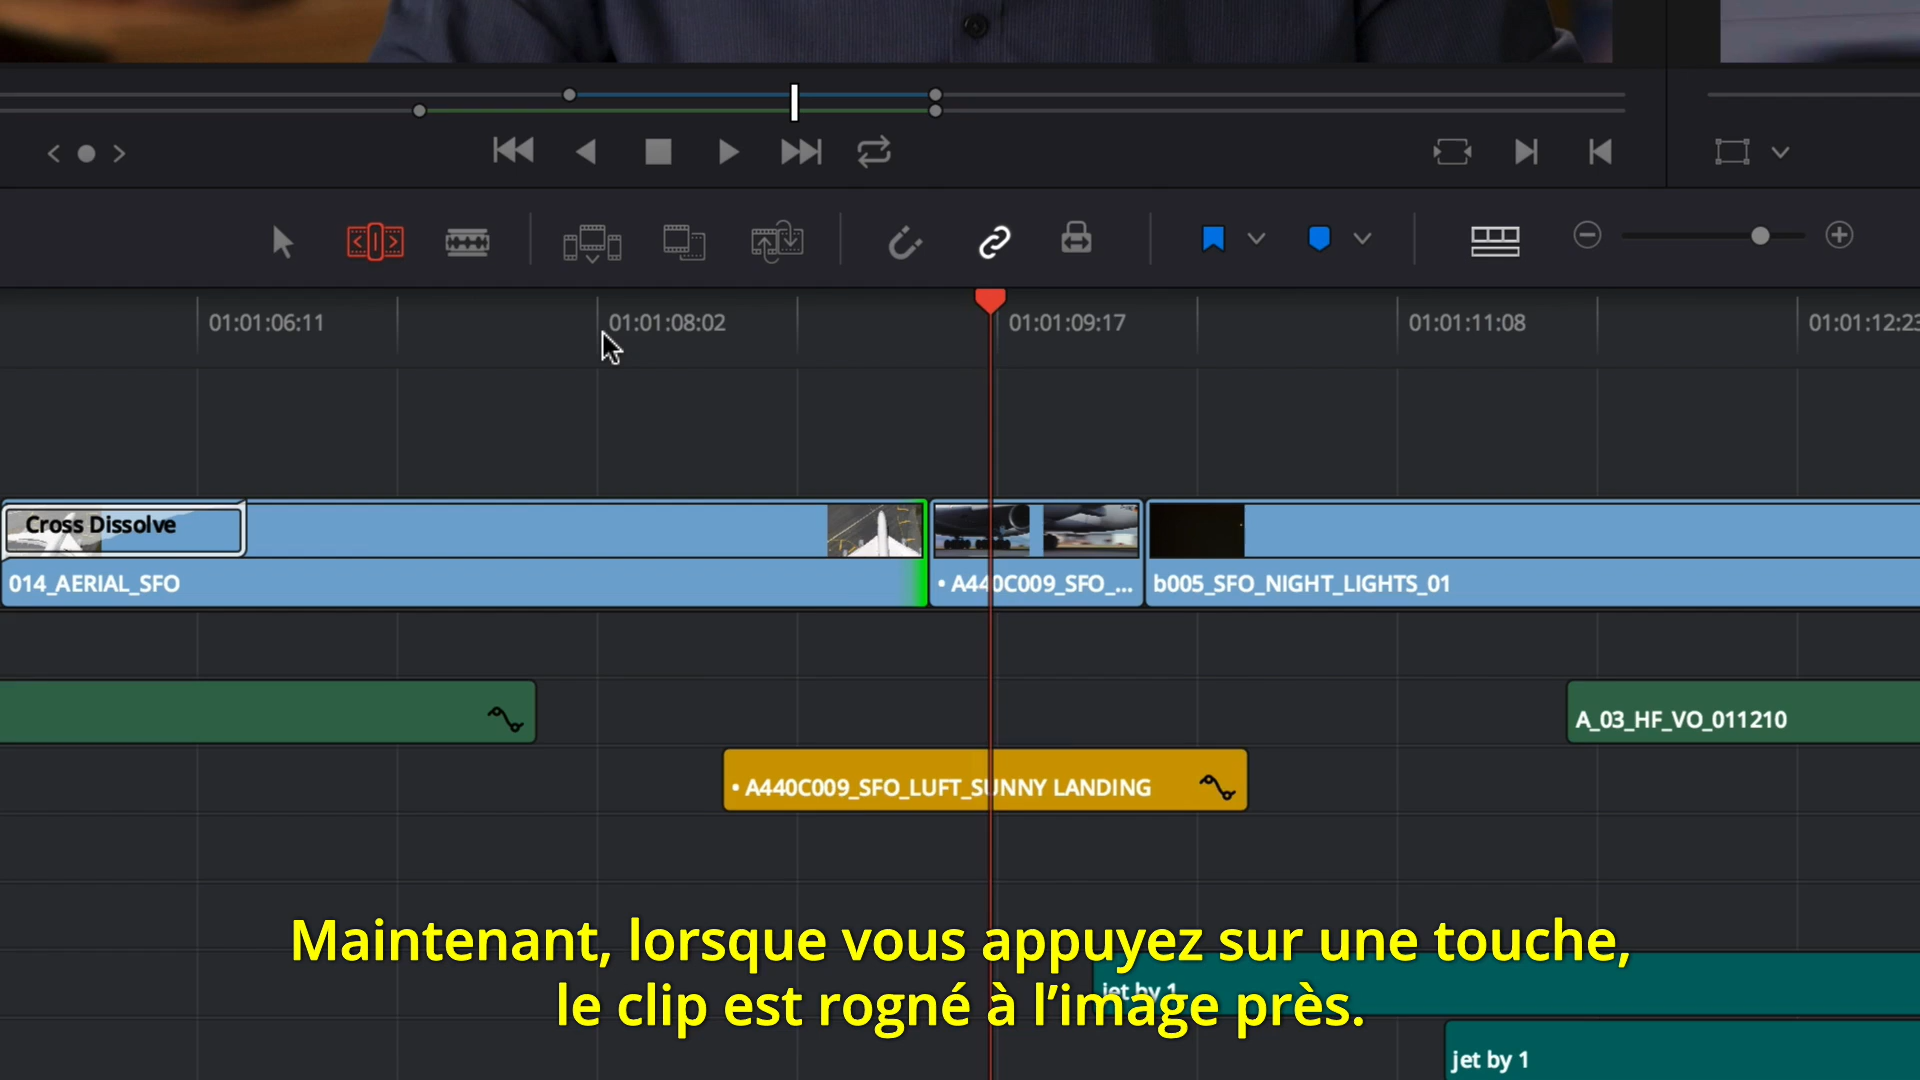 01:01:06:11
01:01:08:02
01:01:09:17
01:01:11:08
01:01:12:23
Cross Dissolve
014_AERIAL_SFO
• A440C009_SFO_...
b005_SFO_NIGHT_LIGHTS_01
A_03_HF_VO_011210
• A440C009_SFO_LUFT_SUNNY LANDING
Maintenant, lorsque vous appuyez sur une touche,
jet by 1
le clip est rogné à l’image près.
jet by 1